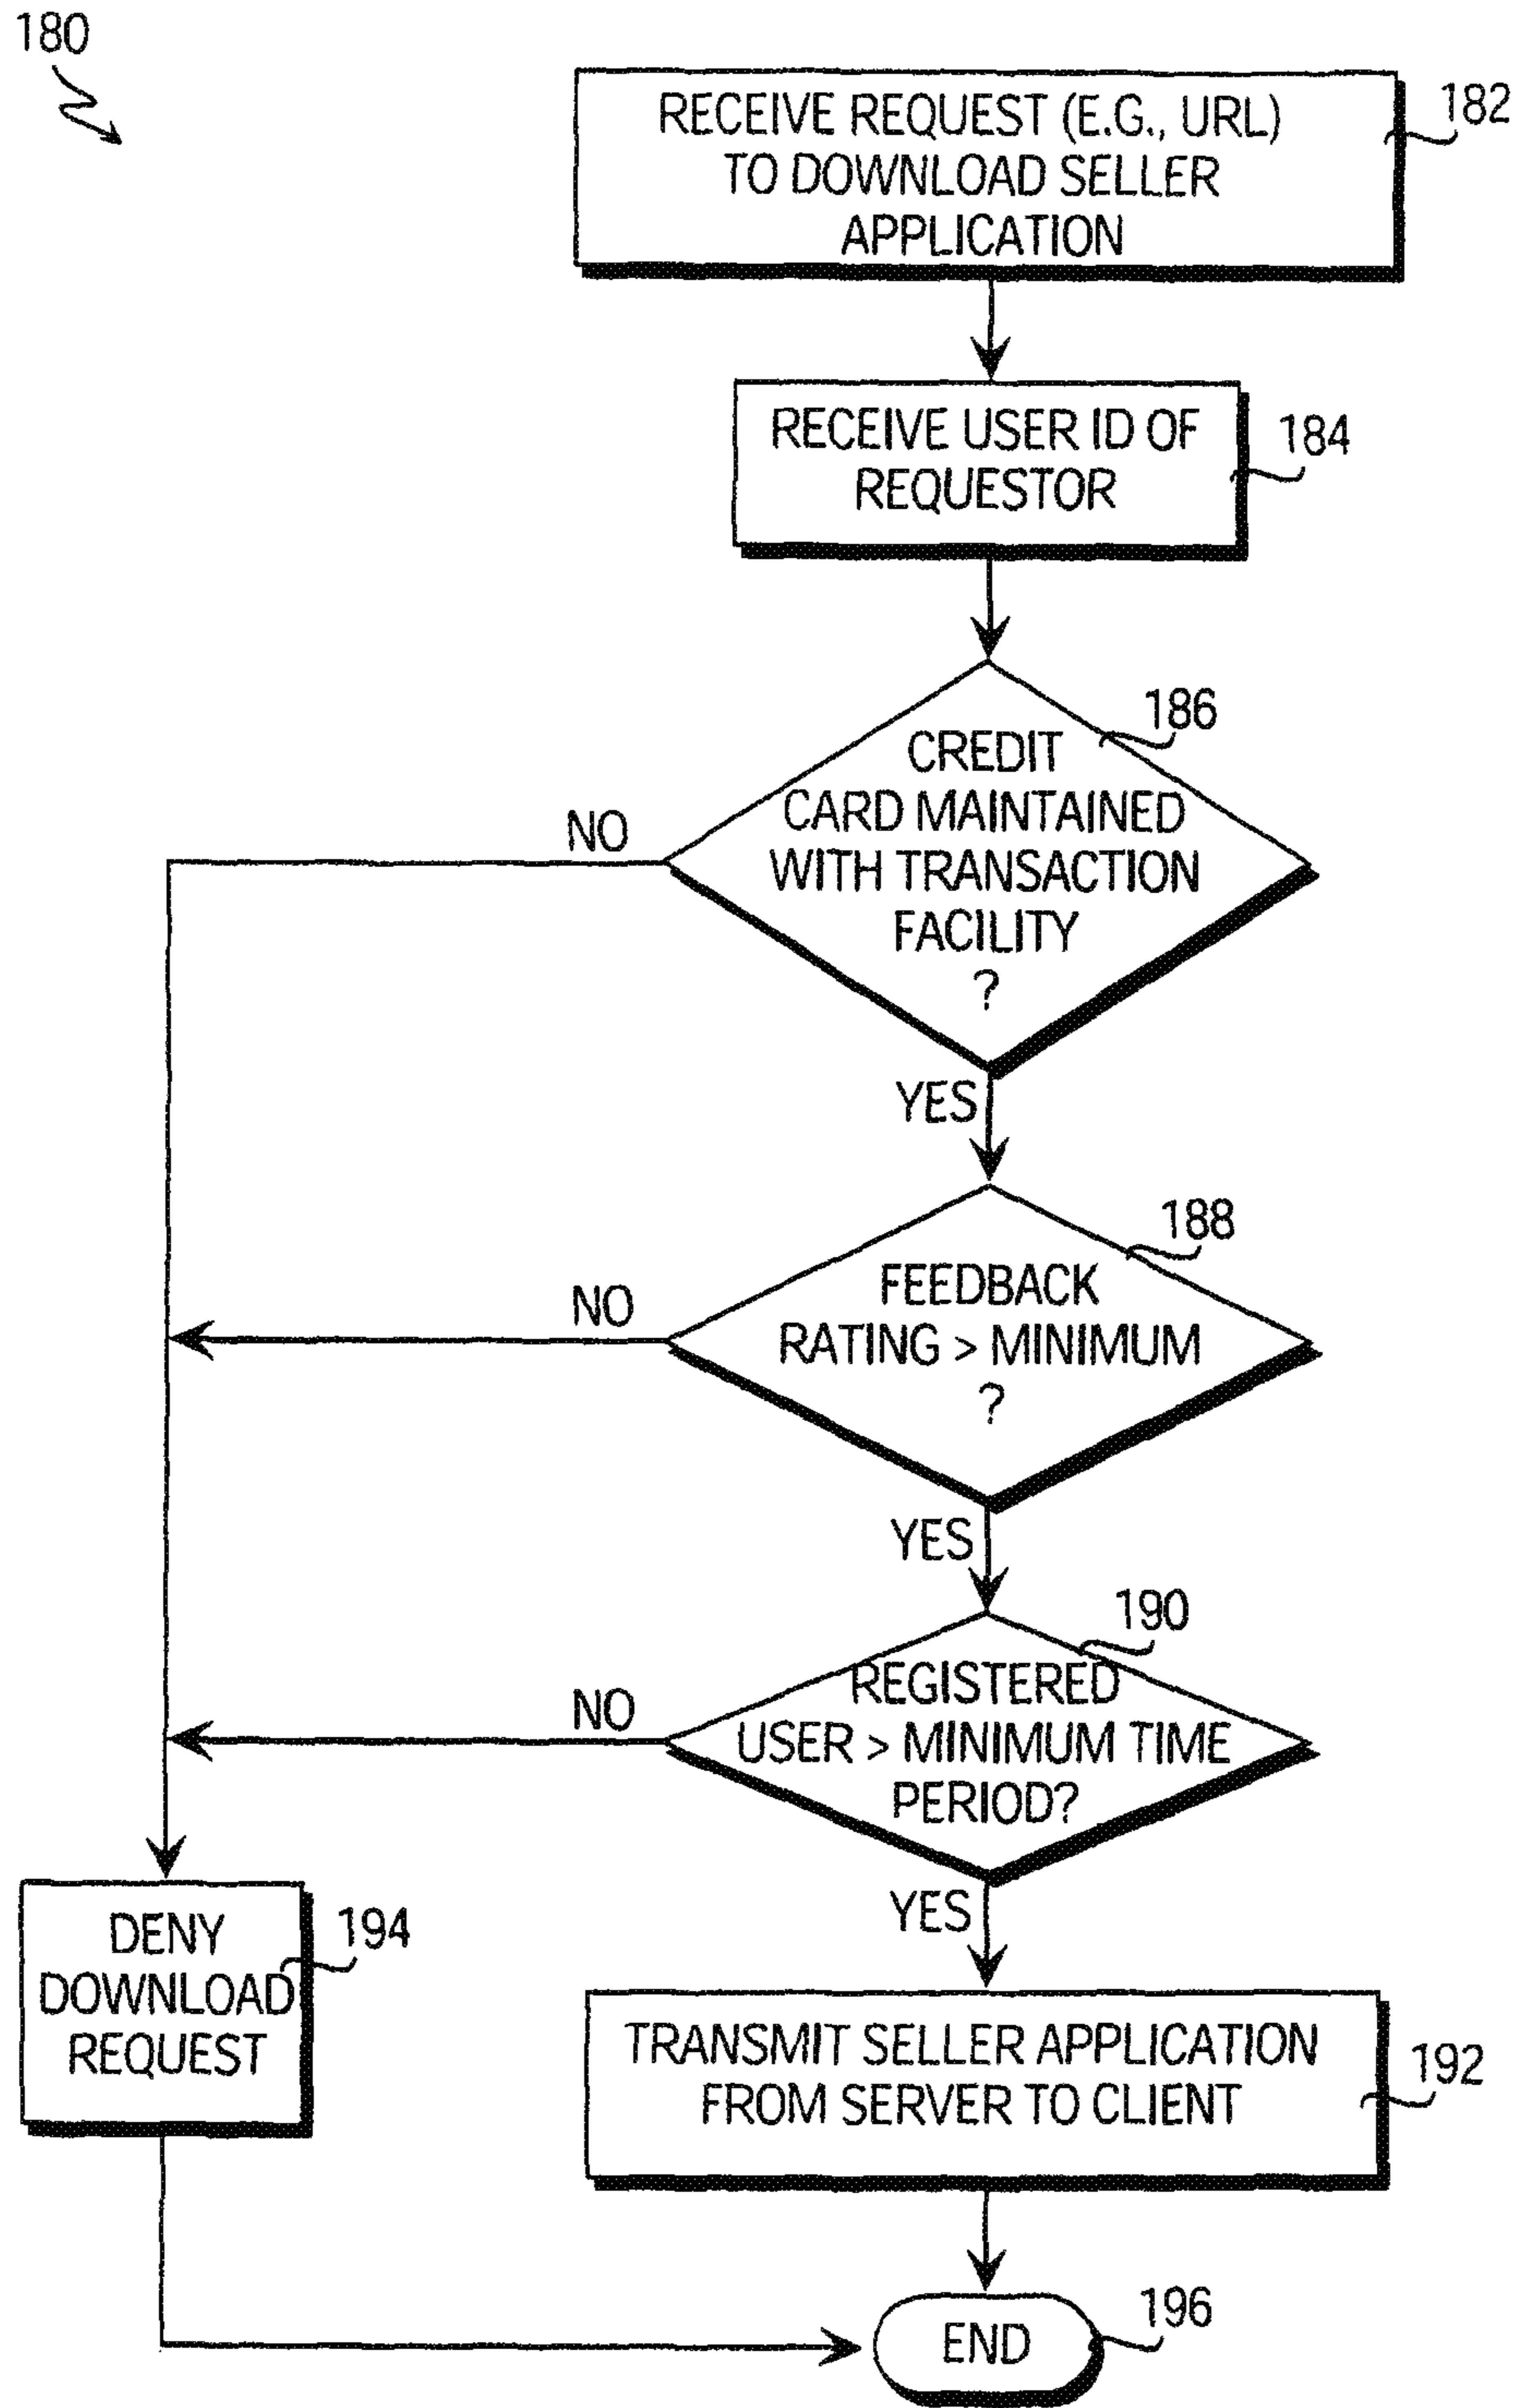 180
RECEIVE REQUEST (E.G., URL)
TO DOWNLOAD SELLER
APPLICATION
182
RECEIVE USER ID OF
REQUESTOR
184
186
CREDIT
CARD MAINTAINED
WITH TRANSACTION
FACILITY
?
NO
YES
188
FEEDBACK
RATING > MINIMUM
?
NO
YES
190
REGISTERED
USER > MINIMUM TIME
PERIOD?
NO
YES
DENY
DOWNLOAD
REQUEST
194
TRANSMIT SELLER APPLICATION
FROM SERVER TO CLIENT
192
END
196